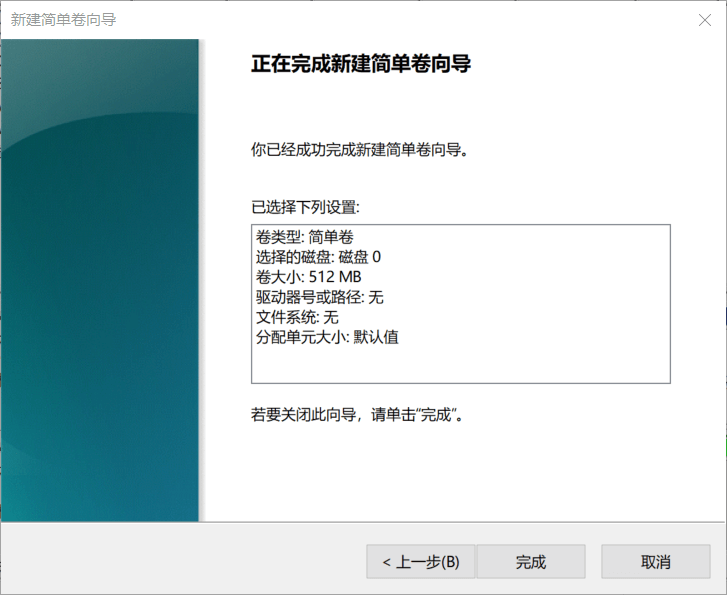 新建简单卷向导
正在完成新建简单卷向导
你已经成功完成新建简单卷向导。
已选择下列设置:
卷类型: 简单卷
选择的磁盘: 磁盘 0
卷大小: 512 MB
驱动器号或路径: 无
文件系统: 无
分配单元大小: 默认值
若要关闭此向导，请单击"完成"。
< 上一步(B)
完成
取消